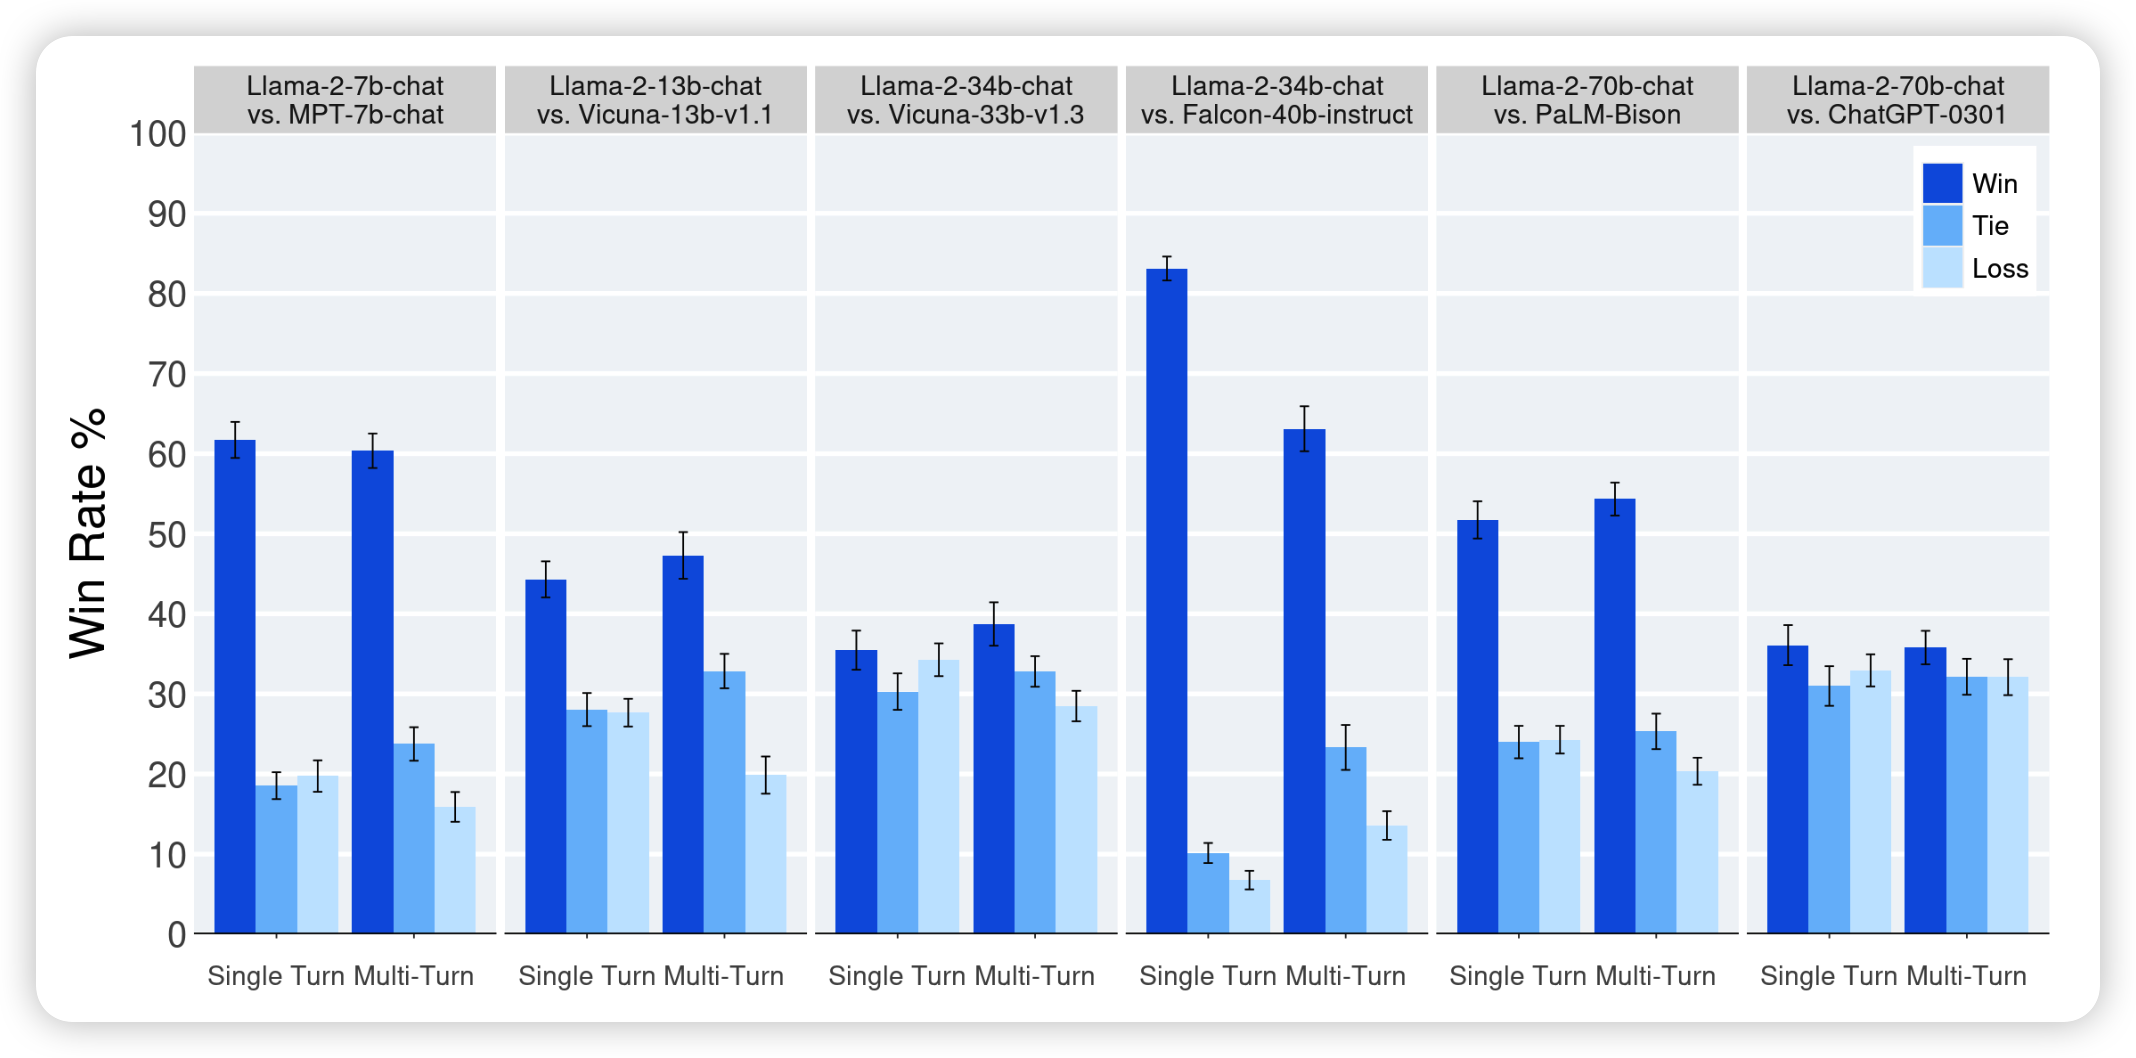 Llama-2-7b-chat
vs. MPT-7b-chat
Llama-2-13b-chat
vs. Vicuna-13b-v1.1
Llama-2-34b-chat
vs. Vicuna-33b-v1.3
Llama-2-34b-chat
vs. Falcon-40b-instruct
Llama-2-70b-chat
vs. PaLM-Bison
Llama-2-70b-chat
vs. ChatGPT-0301
Win Rate %
100
90
80
70
60
50
40
30
20
10
0
Win
Tie
Loss
Single Turn Multi-Turn
Single Turn Multi-Turn
Single Turn Multi-Turn
Single Turn Multi-Turn
Single Turn Multi-Turn
Single Turn Multi-Turn